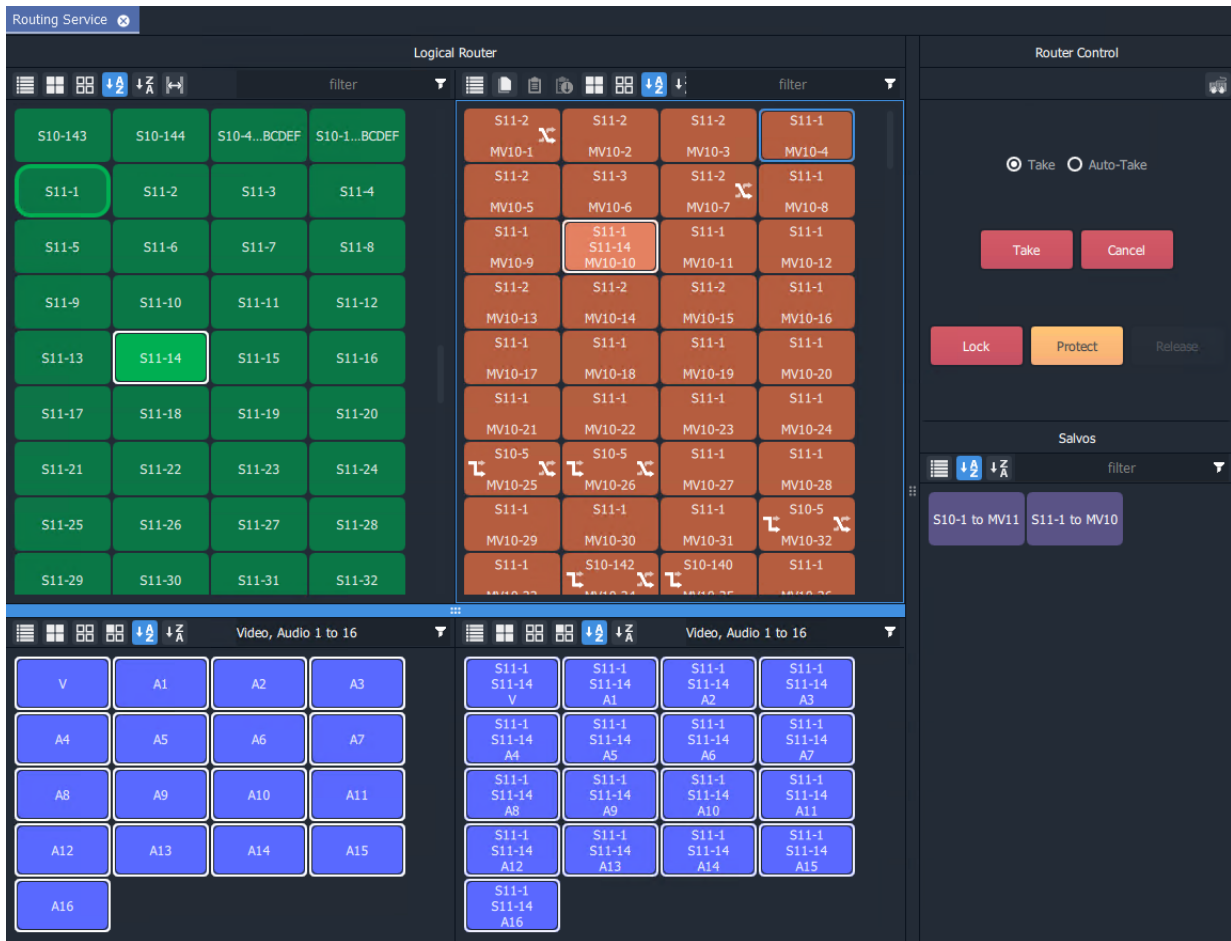 Routing Service
Logical Router
Router Control
filter
filter
S10-143 S10-144 S10-4...BCDEF S10-1...BCDEF
S11-1 S11-2 S11-3 S11-4
S11-5 S11-6 S11-7 S11-8
S11-9 S11-10 S11-11 S11-12
S11-13 S11-14 S11-15 S11-16
S11-17 S11-18 S11-19 S11-20
S11-21 S11-22 S11-23 S11-24
S11-25 S11-26 S11-27 S11-28
S11-29 S11-30 S11-31 S11-32
S11-2 S11-2 S11-2 S11-1
MV10-1 MV10-2 MV10-3 MV10-4
S11-2 S11-3 S11-2 S11-1
MV10-5 MV10-6 MV10-7 MV10-8
S11-1 S11-1 S11-1 S11-1
S11-14
MV10-9 MV10-10 MV10-11 MV10-12
S11-2 S11-2 S11-2 S11-1
MV10-13 MV10-14 MV10-15 MV10-16
S11-1 S11-1 S11-1 S11-1
MV10-17 MV10-18 MV10-19 MV10-20
S11-1 S11-1 S11-1 S11-1
MV10-21 MV10-22 MV10-23 MV10-24
S10-5 S10-5 S11-1 S11-1
MV10-25 MV10-26 MV10-27 MV10-28
S11-1 S11-1 S11-1 S10-5
MV10-29 MV10-30 MV10-31 MV10-32
S11-1 S10-142 S10-140 S11-1
Take Auto-Take
Take Cancel
Lock Protect Release
Salvos
filter
S10-1 to MV11 S11-1 to MV10
Video, Audio 1 to 16
V A1 A2 A3
A4 A5 A6 A7
A8 A9 A10 A11
A12 A13 A14 A15
A16
Video, Audio 1 to 16
S11-1 S11-1 S11-1 S11-1
S11-14 S11-14 S11-14 S11-14
V A1 A2 A3
S11-1 S11-1 S11-1 S11-1
S11-14 S11-14 S11-14 S11-14
A4 A5 A6 A7
S11-1 S11-1 S11-1 S11-1
S11-14 S11-14 S11-14 S11-14
A8 A9 A10 A11
S11-1 S11-1 S11-1 S11-1
S11-14 S11-14 S11-14 S11-14
A12 A13 A14 A15
S11-1
S11-14
A16